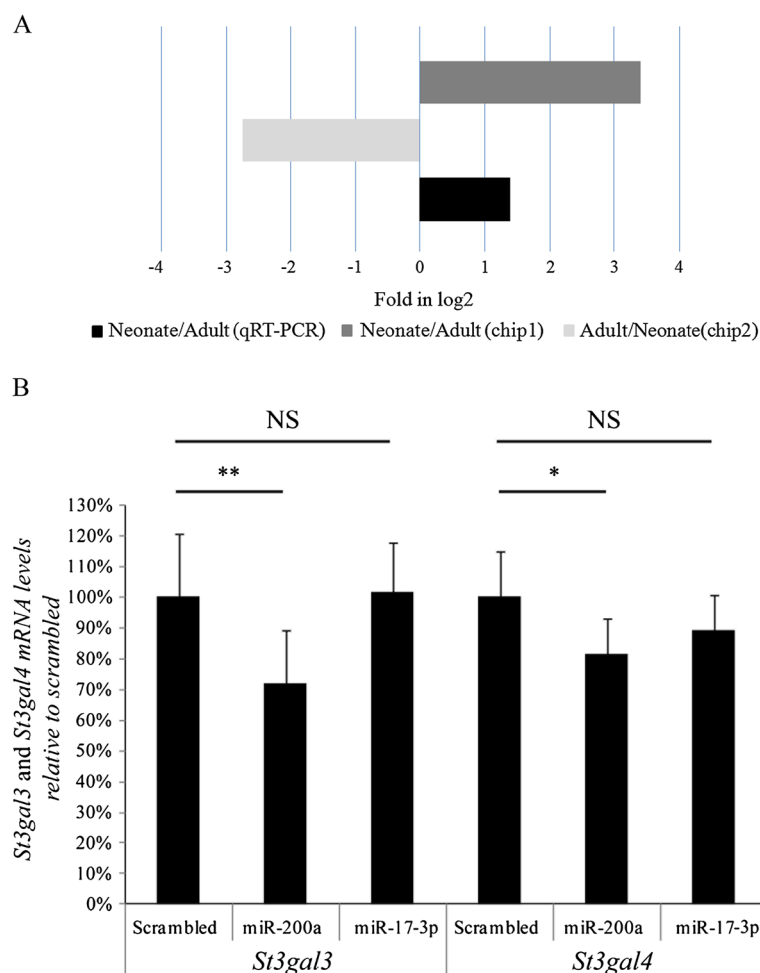 A
-4 -3 -2 -1 0 1 2 3 4
Fold in log2
Neonate/Adult (qRT-PCR) Neonate/Adult (chip1) Adult/Neonate(chip2)
B
NS NS
** *
St3gal3 and St3gal4 mRNA levels
relative to scrambled
130%
120%
110%
100%
90%
80%
70%
60%
50%
40%
30%
20%
10%
0%
Scrambled miR-200a miR-17-3p Scrambled miR-200a miR-17-3p
St3gal3 St3gal4